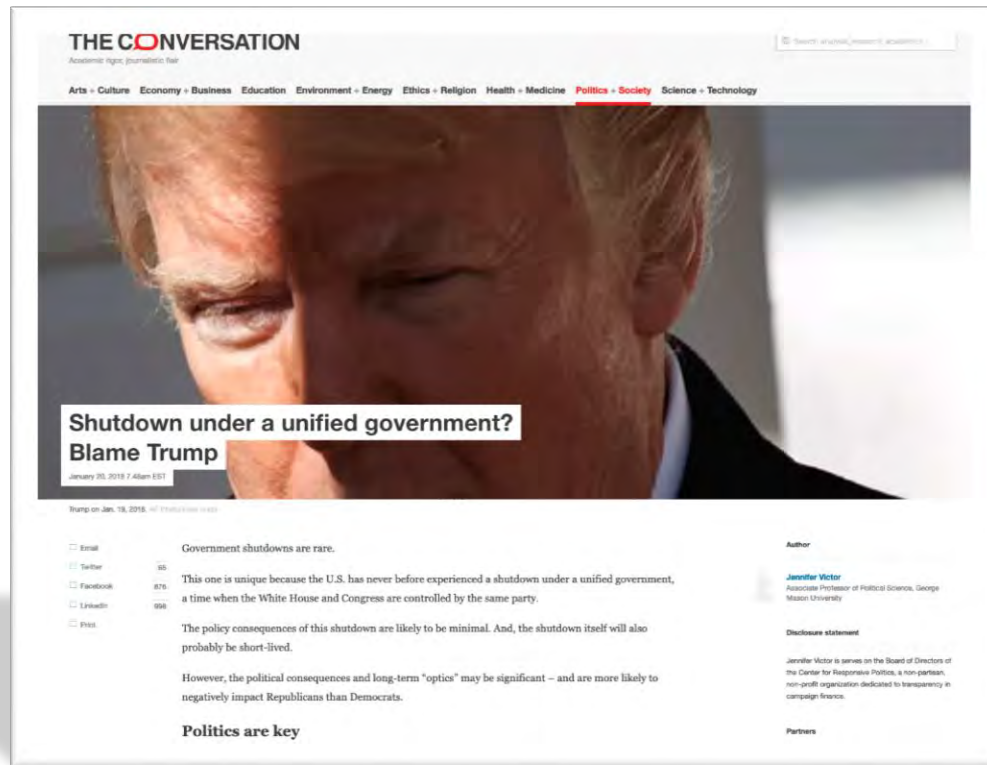 THE CONVERSATION
Academic rigor, journalistic flair
Arts + Culture Economy + Business Education Environment + Energy Ethics + Religion Health + Medicine Politics + Society Science + Technology
Shutdown under a unified government?
Blame Trump
January 20, 2018 7.48am EST
Trump on Jan. 19, 2018.
Email
Twitter 65
Facebook 876
LinkedIn 998
Print
Government shutdowns are rare.
This one is unique because the U.S. has never before experienced a shutdown under a unified government,
a time when the White House and Congress are controlled by the same party.
The policy consequences of this shutdown are likely to be minimal. And, the shutdown itself will also
probably be short-lived.
However, the political consequences and long-term “optics” may be significant – and are more likely to
negatively impact Republicans than Democrats.
Politics are key
Author
Jennifer Victor
Associate Professor of Political Science, George
Mason University
Disclosure statement
Jennifer Victor is serves on the Board of Directors of
the Center for Responsive Politics, a non-partisan,
non-profit organization dedicated to transparency in
campaign finance.
Partners